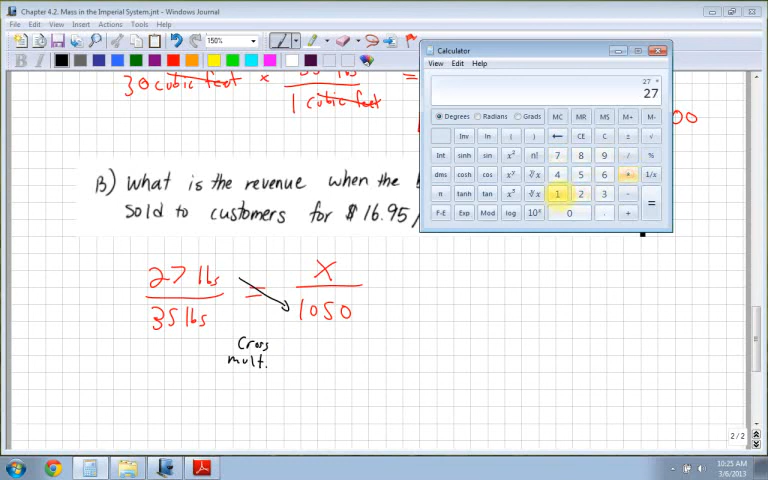 Chapter 4.2. Mass in the Imperial System.jnt - Windows Journal
File Edit View Insert Actions Tools Help
150%
B I
30 cubic feet × lbs =
1 cubic feet
00
B) What is the revenue when the
sold to customers for $16.95/
27 lbs = X
35 lbs 1050
Cross
mult.
Calculator
View Edit Help
27 *
27
Degrees Radians Grads MC MR MS M+ M-
Inv ln ( ) ← CE C ± √
Int sinh sin x² n! 7 8 9 / %
dms cosh cos xʸ ʸ√x 4 5 6 * 1/x
π tanh tan x³ ³√x 1 2 3 - =
F-E Exp Mod log 10ˣ 0 . +
2 / 2
10:25 AM
3/6/2013